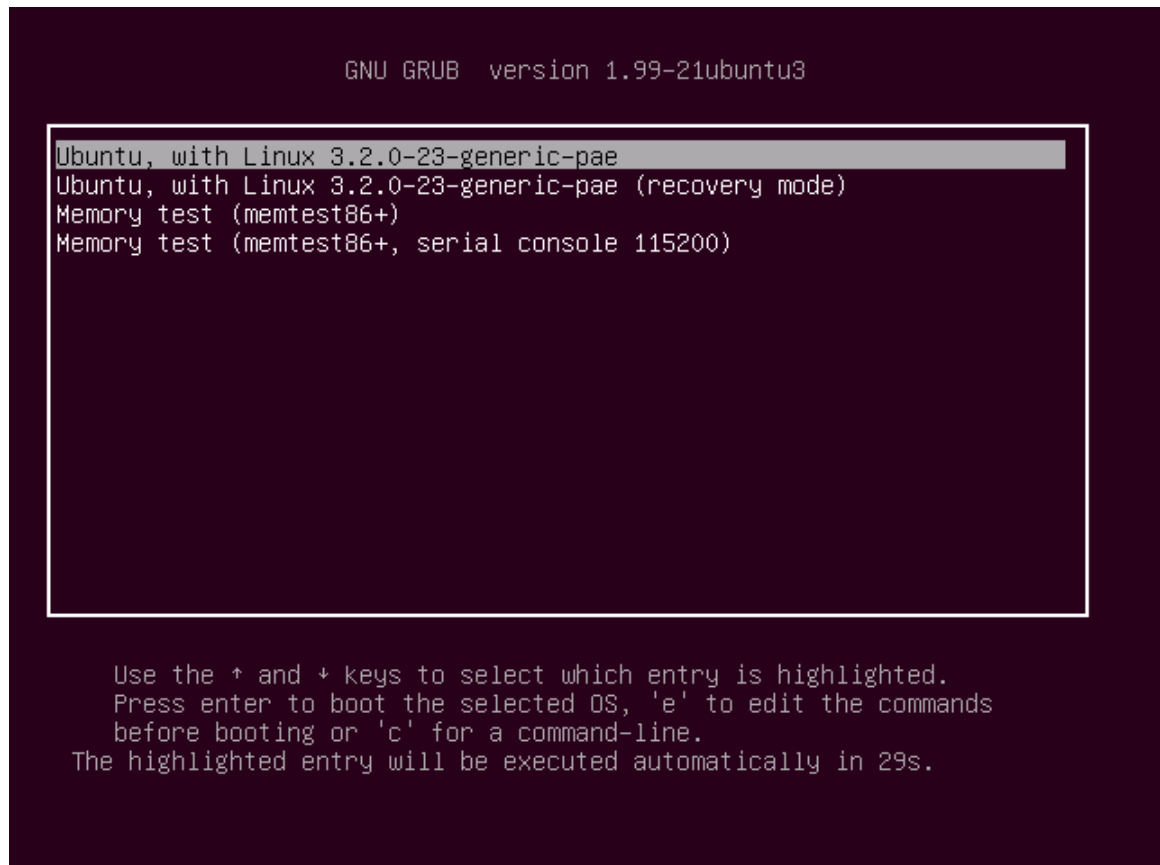 GNU GRUB  version 1.99-21ubuntu3
Ubuntu, with Linux 3.2.0-23-generic-pae
Ubuntu, with Linux 3.2.0-23-generic-pae (recovery mode)
Memory test (memtest86+)
Memory test (memtest86+, serial console 115200)
Use the ↑ and ↓ keys to select which entry is highlighted.
Press enter to boot the selected OS, 'e' to edit the commands
before booting or 'c' for a command-line.
The highlighted entry will be executed automatically in 29s.